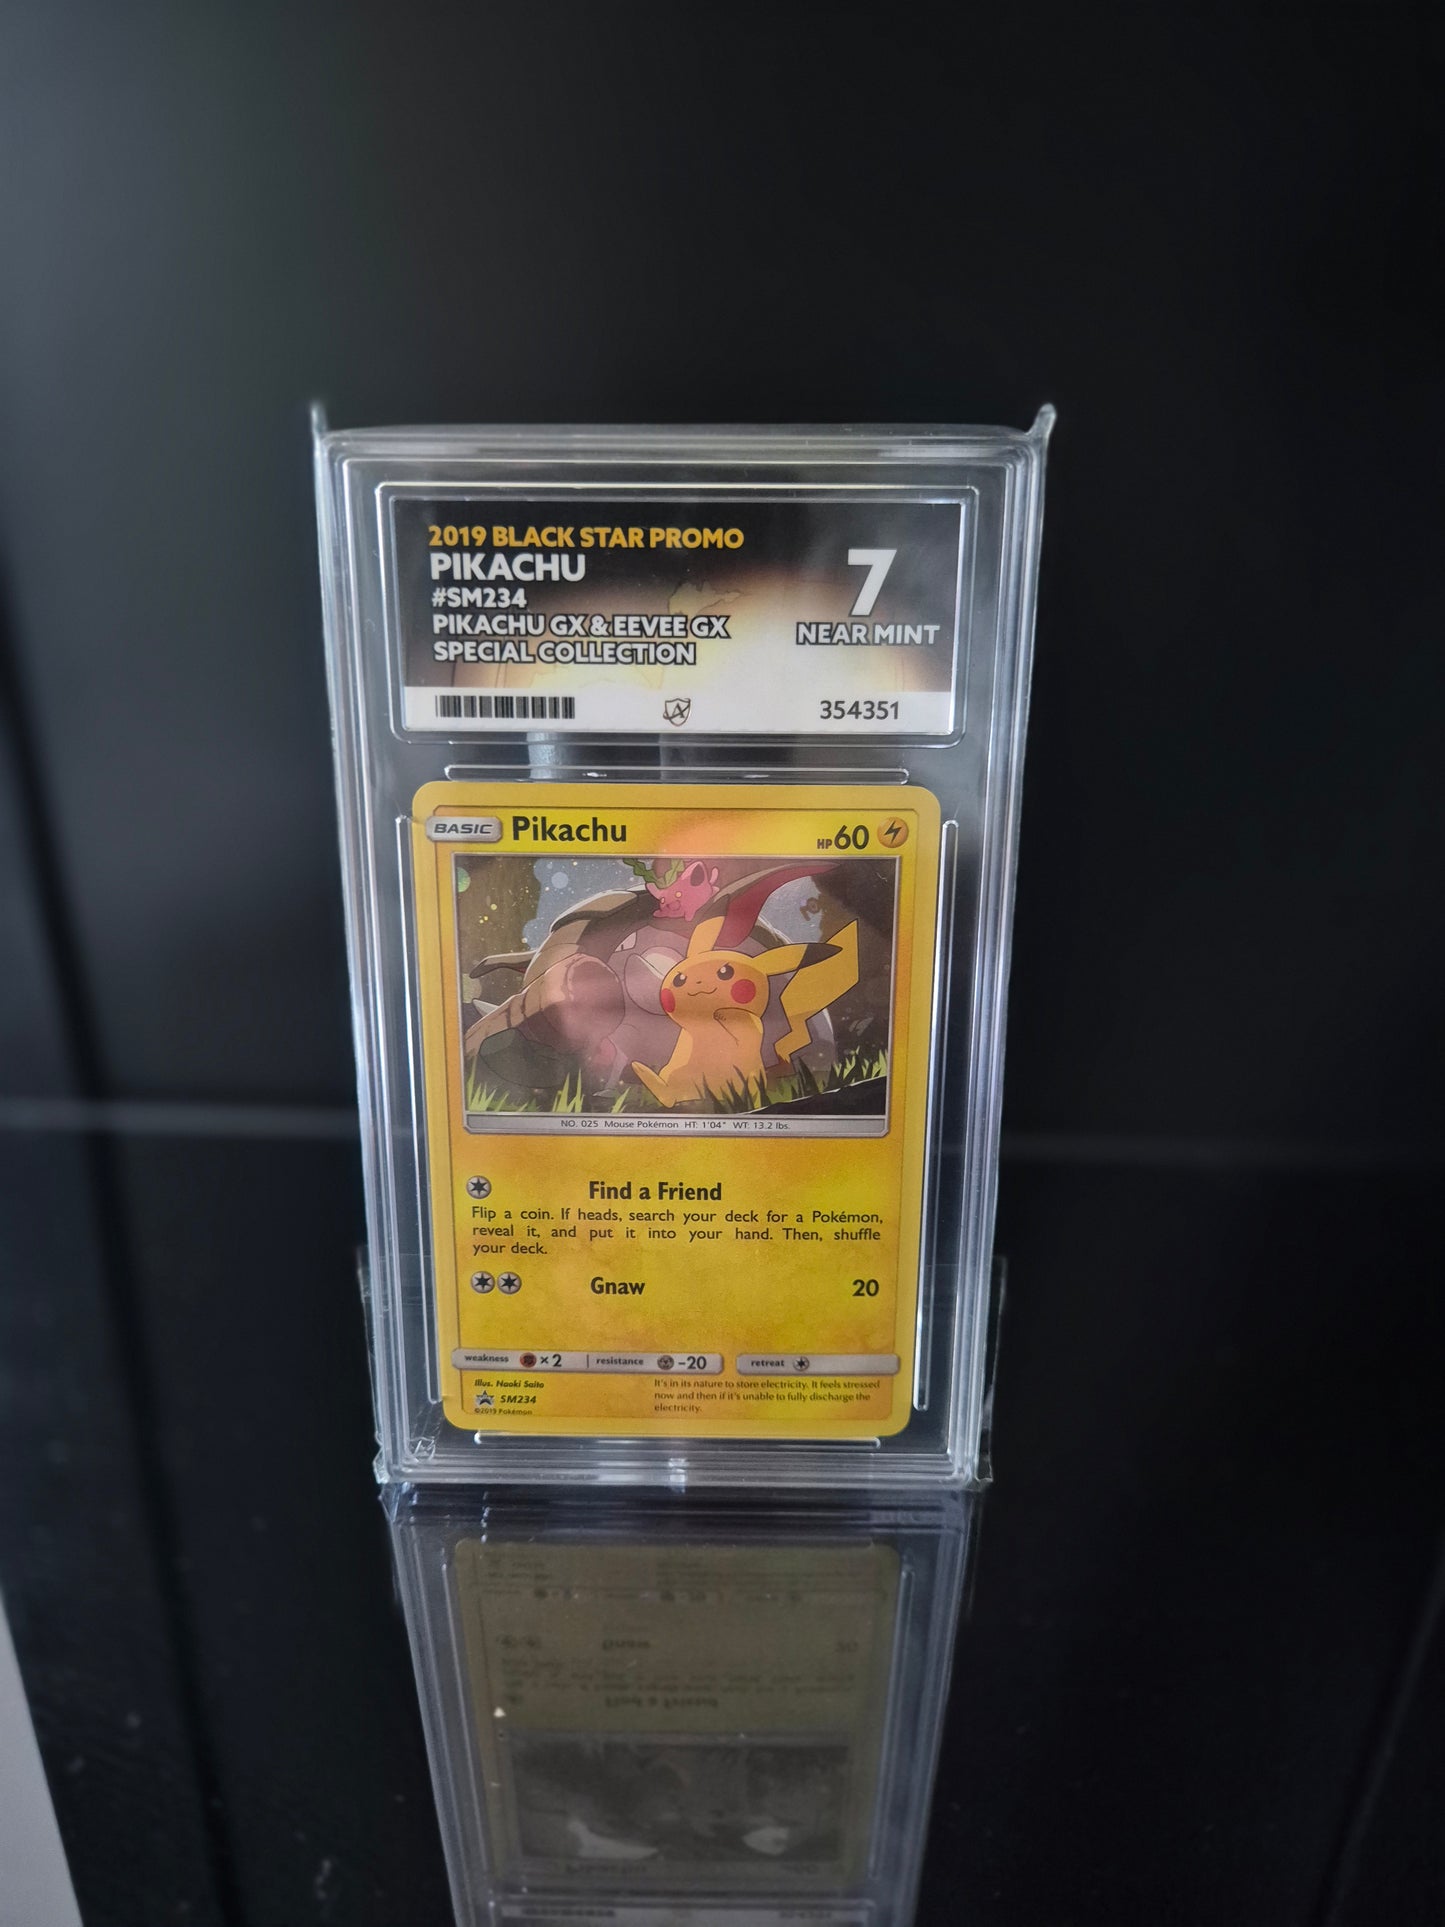 2019 BLACK STAR PROMO
PIKACHU
#SM234
PIKACHU GX & EEVEE GX
SPECIAL COLLECTION
7
NEAR MINT
354351
BASIC Pikachu HP60
NO. 025 Mouse Pokémon HT: 1'04" WT: 13.2 lbs.
Find a Friend
Flip a coin. If heads, search your deck for a Pokémon,
reveal it, and put it into your hand. Then, shuffle
your deck.
Gnaw 20
weakness ×2 resistance -20 retreat
Illus. Naoki Saito
SM234
©2019 Pokémon
It's in its nature to store electricity. It feels stressed
now and then if it's unable to fully discharge the
electricity.